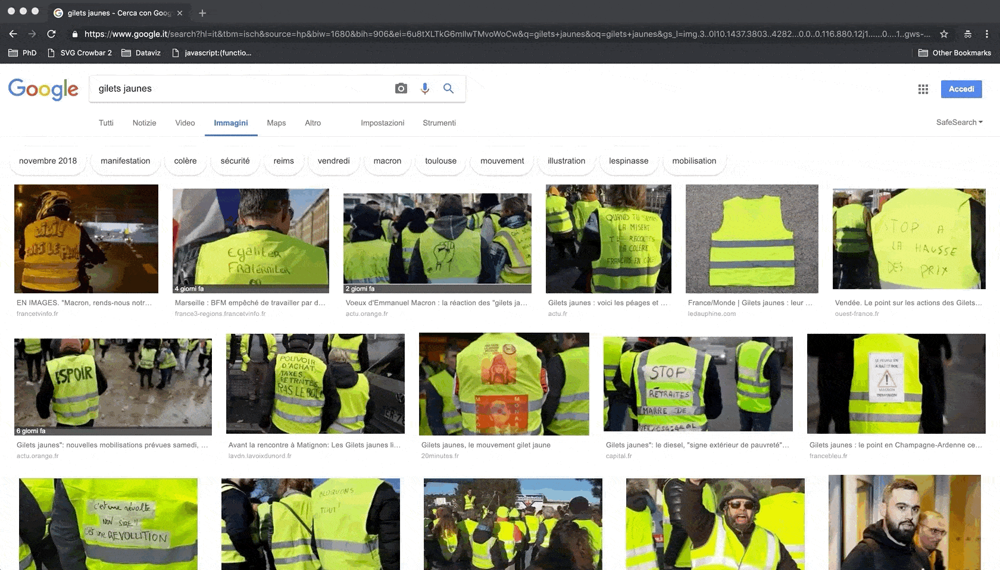 gilets jaunes - Cerca con Goog
https://www.google.it/search?hl=it&tbm=isch&source=hp&biw=1680&bih=906&ei=6u8tXLTkG6mIlwTMvoWoCw&q=gilets+jaunes&oq=gilets+jaunes&gs_l=img.3..0l10.1437.3803..4282...0.0..0.116.880.12j1......0....1..gws-...
PhD SVG Crowbar 2 Dataviz javascript:(functio... Other Bookmarks
Google gilets jaunes Accedi
Tutti Notizie Video Immagini Maps Altro Impostazioni Strumenti SafeSearch
novembre 2018 manifestation colère sécurité reims vendredi macron toulouse mouvement illustration lespinasse mobilisation
Egaliter
Fraterniter
QUAND TU SEMES
LA MISERE
TU RECOLTES
LA COLÈRE
STOP A
LA HAUSSE
DES PRIX
4 giorni fa
2 giorni fa
EN IMAGES. "Macron, rends-nous notr...
francetvinfo.fr
Marseille : BFM empêché de travailler par d...
france3-regions.francetvinfo.fr
Voeux d'Emmanuel Macron : la réaction des "gilets ja...
actu.orange.fr
Gilets jaunes : voici les péages et ...
actu.fr
France/Monde | Gilets jaunes : leur ...
ledauphine.com
Vendée. Le point sur les actions des Gilets...
ouest-france.fr
ESPOIR
POUVOIR
D'ACHAT
TAXES
RETRAITES
RAS LE BOL
STOP
RETRAITES
MARRE DE
MACRON
DEMISSION
6 giorni fa
Gilets jaunes": nouvelles mobilisations prévues samedi, ...
actu.orange.fr
Avant la rencontre à Matignon: Les Gilets jaunes li...
lavdn.lavoixdunord.fr
Gilets jaunes, le mouvement gilet jaune
20minutes.fr
Gilets jaunes": le diesel, "signe extérieur de pauvreté"...
capital.fr
Gilets jaunes : le point en Champagne-Ardenne ce...
francebleu.fr
c'est une révolte
NON SIRE!!
C'est une RÉVOLUTION
BLOQUONS
TOUT!